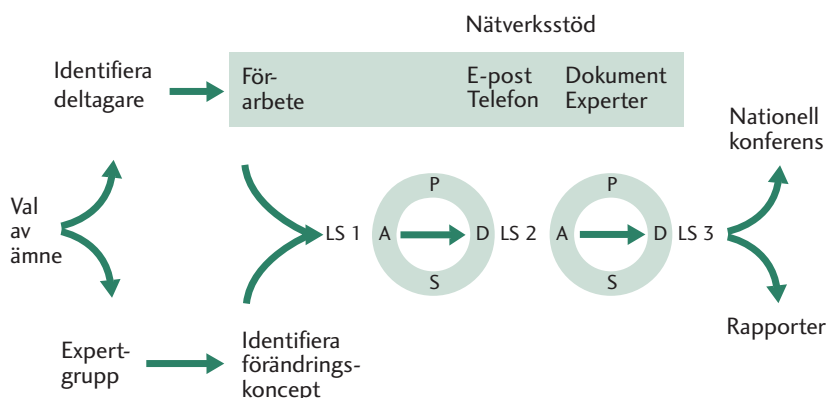 Nätverksstöd
Identifiera
deltagare
För-
arbete
E-post
Telefon
Dokument
Experter
Nationell
konferens
Val
av
ämne
LS 1
P
A
D
S
LS 2
P
A
D
S
LS 3
Expert-
grupp
Identifiera
förändrings-
koncept
Rapporter